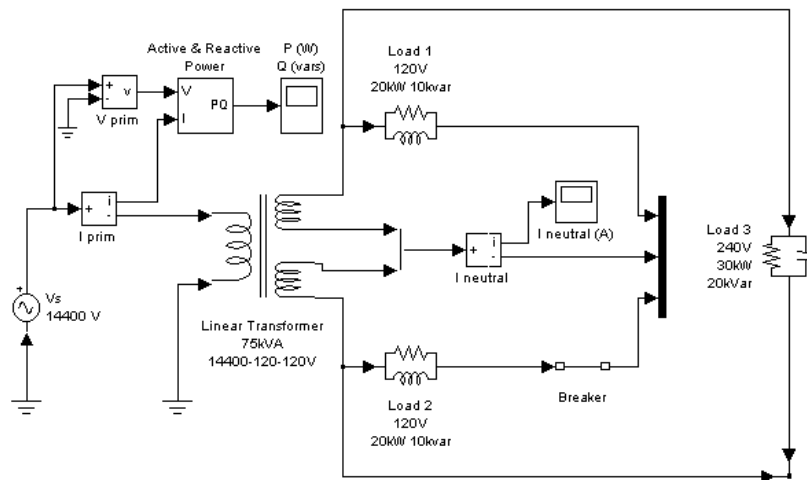 Active & Reactive
Power
P (W)
Q (vars)
Load 1
120V
20kW 10kvar
+
-
v
V prim
V
I
PQ
+
i
-
I prim
I neutral (A)
+
i
-
I neutral
Load 3
240V
30kW
20kVar
+
Vs
14400 V
Linear Transformer
75kVA
14400-120-120V
Breaker
Load 2
120V
20kW 10kvar